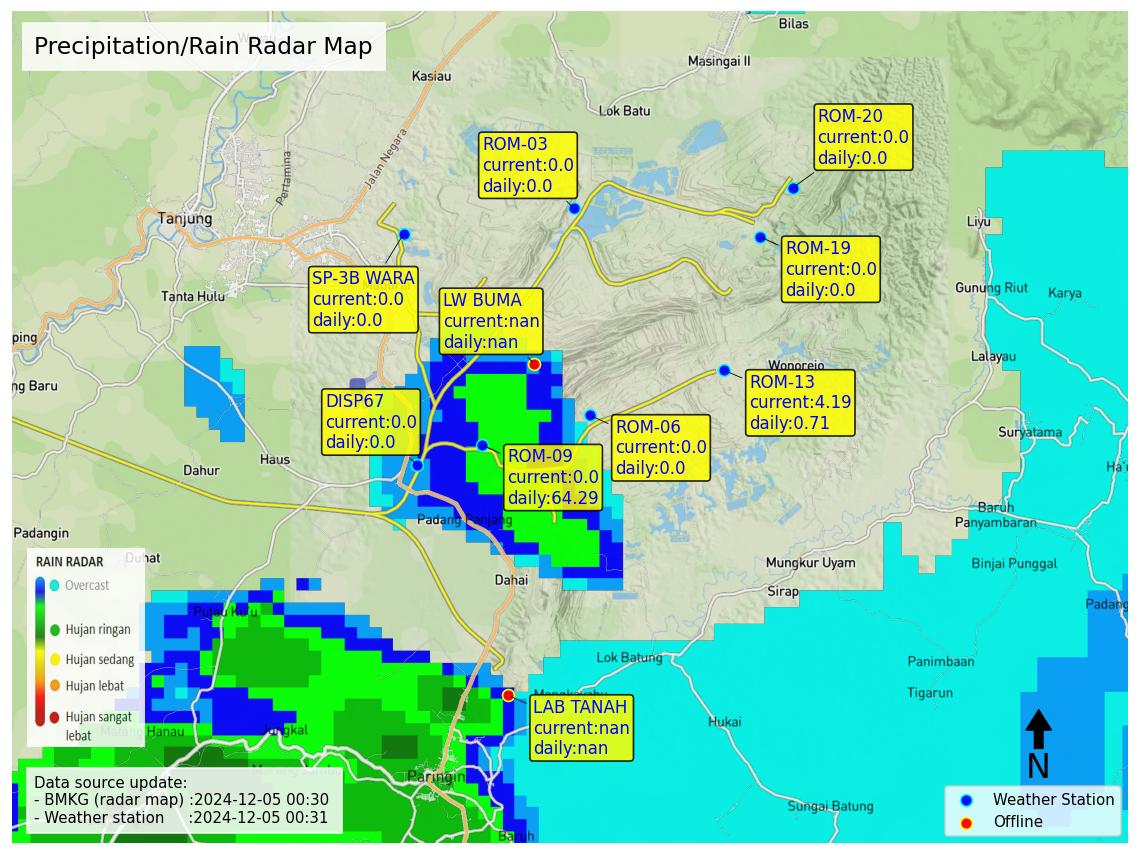 Precipitation/Rain Radar Map
Bilas
Masingai II
Kasiau
Lok Batu
Jalan Negara
Pertamina
Tanjung
Tanta Hulu
ping
ng Baru
ROM-03
current:0.0
daily:0.0
ROM-20
current:0.0
daily:0.0
ROM-19
current:0.0
daily:0.0
SP-3B WARA
current:0.0
daily:0.0
LW BUMA
current:nan
daily:nan
Liyu
Gunung Riut
Karya
Lalayau
Wonorejo
ROM-13
current:4.19
daily:0.71
DISP67
current:0.0
daily:0.0
ROM-06
current:0.0
daily:0.0
ROM-09
current:0.0
daily:64.29
Suryatama
Haus
Dahur
Padang Panjang
Padangin
Baruh
Panyambaran
Binjai Punggal
Duhat
Dahai
Mungkur Uyam
Sirap
Padang
RAIN RADAR
Overcast
Hujan ringan
Hujan sedang
Hujan lebat
Hujan sangat
lebat
Pulau Ku'u
Lok Batung
Panimbaan
Tigarun
Mangkayahu
LAB TANAH
current:nan
daily:nan
Hukai
Hanau
Jungkal
Paringin
Sungai Batung
Baruh
N
Data source update:
- BMKG (radar map) :2024-12-05 00:30
- Weather station :2024-12-05 00:31
Weather Station
Offline